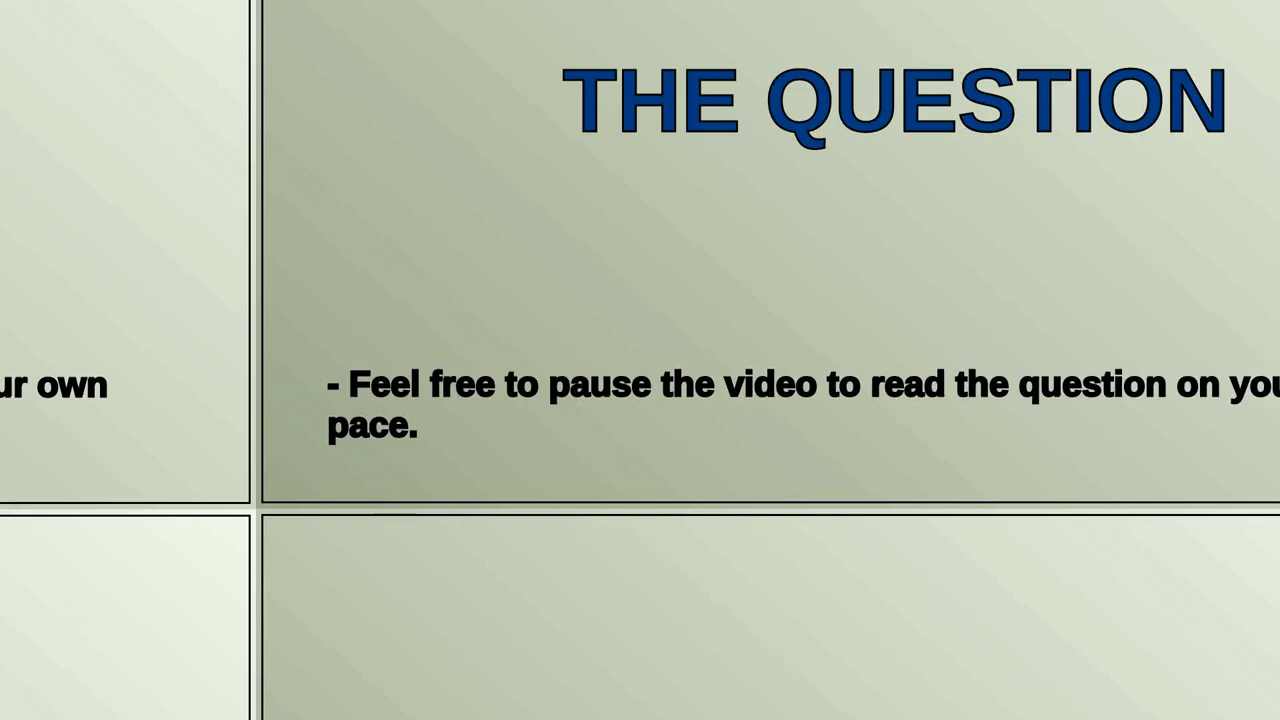 THE QUESTION
ur own
- Feel free to pause the video to read the question on you
pace.